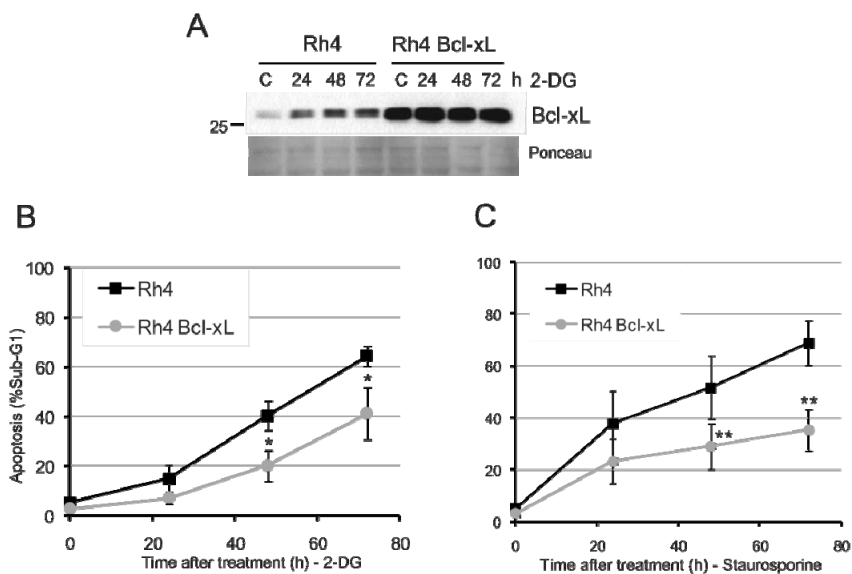 A
Rh4 Rh4 Bcl-xL
C 24 48 72 C 24 48 72 h 2-DG
25 Bcl-xL
Ponceau
B
100
80
60
40
20
0
Apoptosis (%Sub-G1)
Rh4
Rh4 Bcl-xL
*
*
0 20 40 60 80
Time after treatment (h) - 2-DG
C
100
80
60
40
20
0
Rh4
Rh4 Bcl-xL
**
**
0 20 40 60 80
Time after treatment (h) - Staurosporine